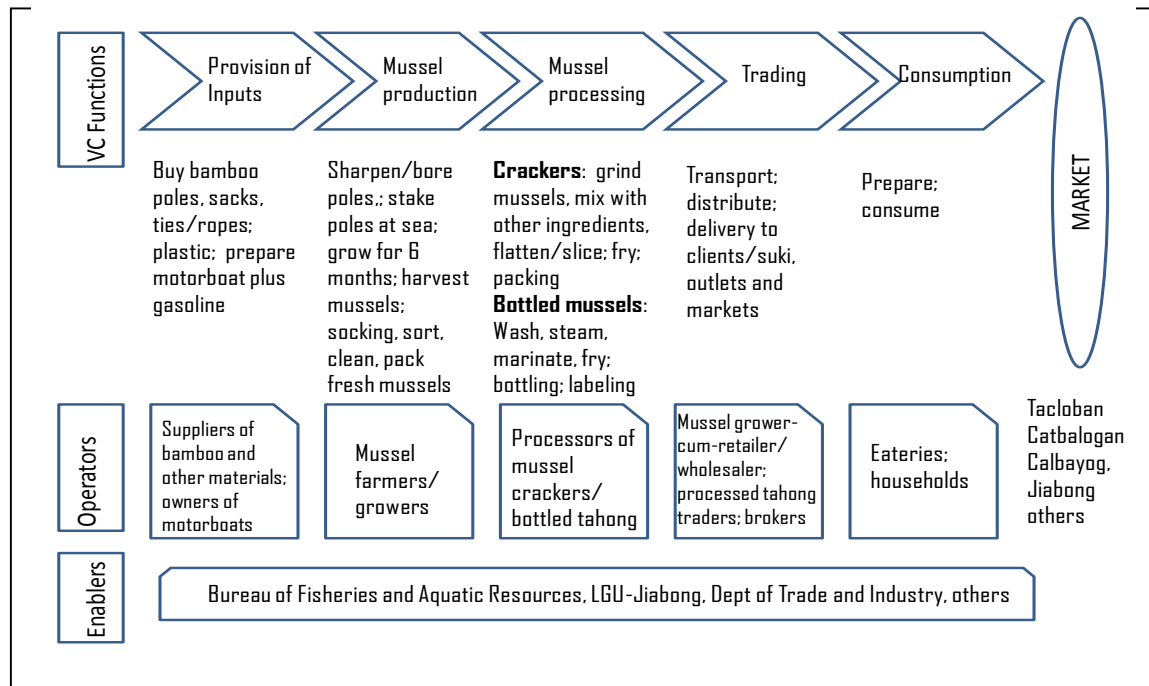 VC Functions
Provision of
Inputs
Mussel
production
Mussel
processing
Trading
Consumption
MARKET
Buy bamboo
poles, sacks,
ties/ropes;
plastic; prepare
motorboat plus
gasoline
Sharpen/bore
poles,; stake
poles at sea;
grow for 6
months; harvest
mussels;
socking, sort,
clean, pack
fresh mussels
Crackers: grind
mussels, mix with
other ingredients,
flatten/slice; fry;
packing
Bottled mussels:
Wash, steam,
marinate, fry;
bottling; labeling
Transport;
distribute;
delivery to
clients/suki,
outlets and
markets
Prepare;
consume
Operators
Suppliers of
bamboo and
other materials;
owners of
motorboats
Mussel
farmers/
growers
Processors of
mussel
crackers/
bottled tahong
Mussel grower-
cum-retailer/
wholesaler;
processed tahong
traders; brokers
Eateries;
households
Tacloban
Catbalogan
Calbayog,
Jiabong
others
Enablers
Bureau of Fisheries and Aquatic Resources, LGU-Jiabong, Dept of Trade and Industry, others